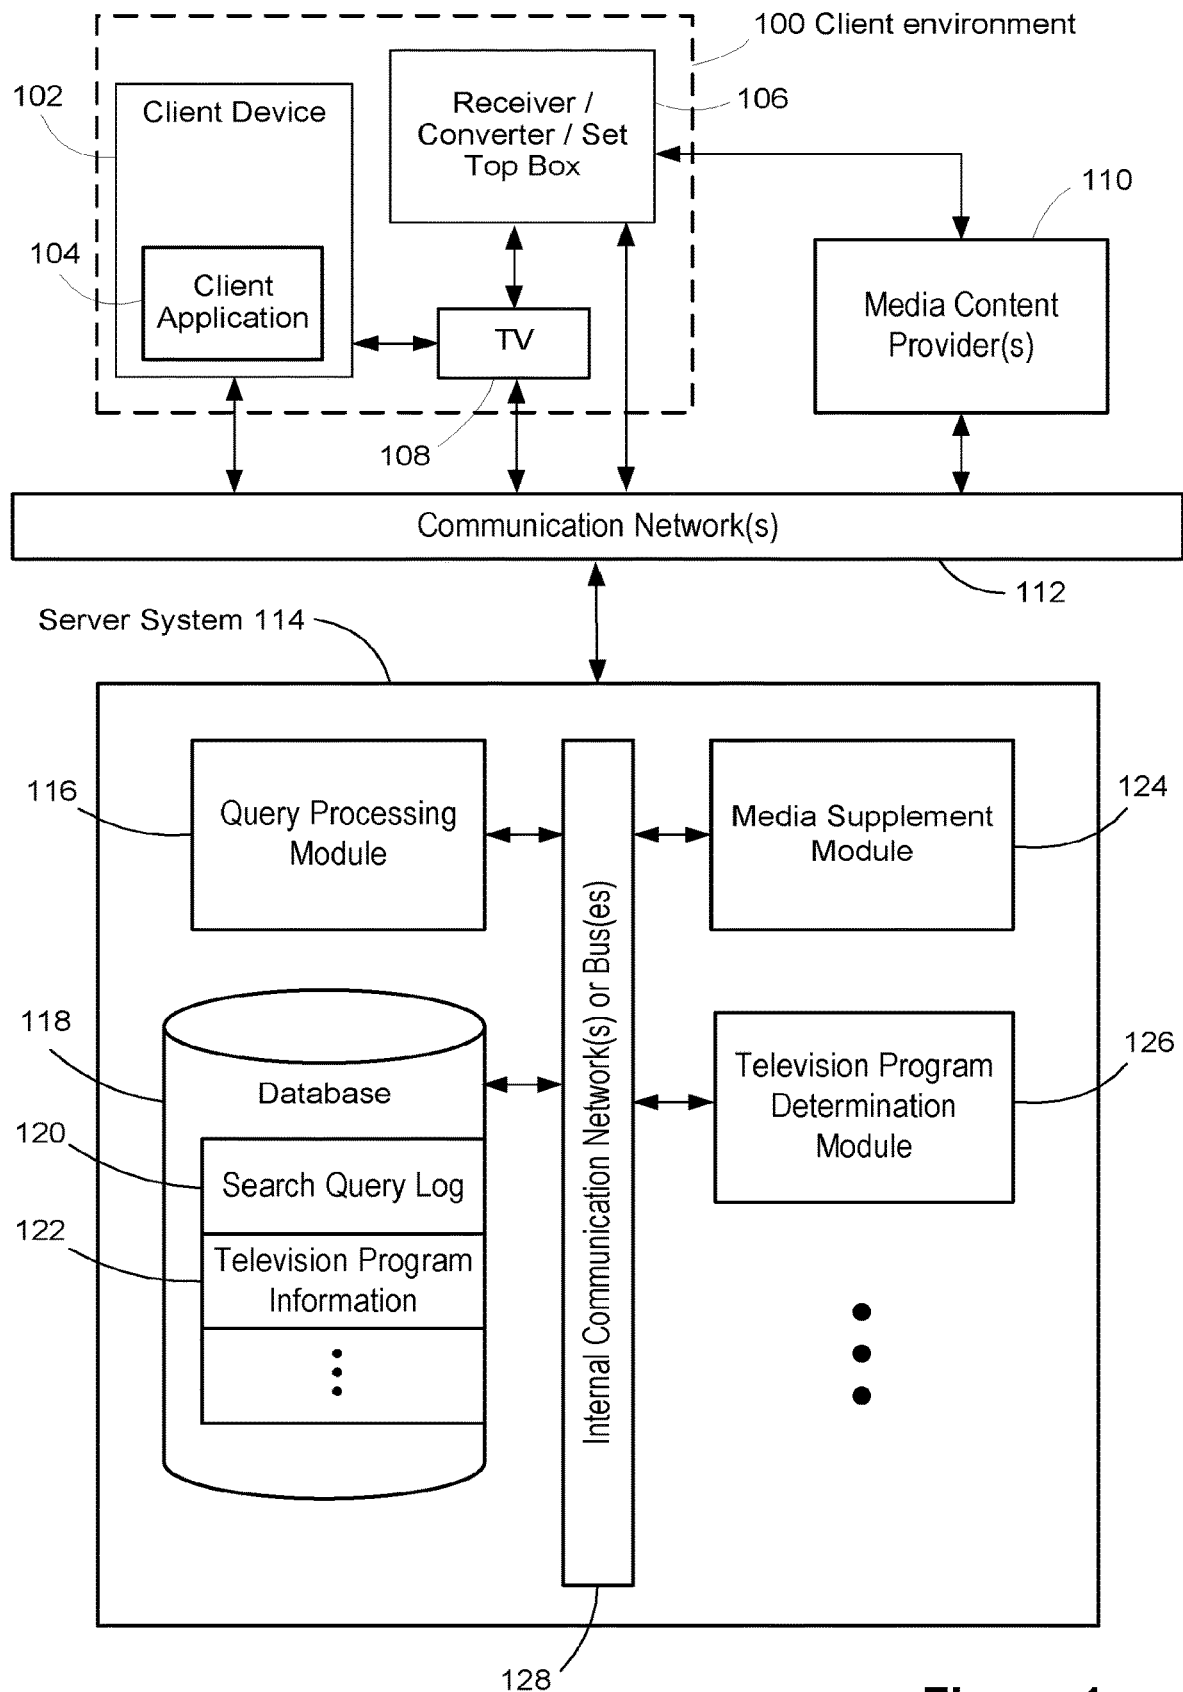 100 Client environment
102
Client Device
Receiver /
Converter / Set
Top Box
106
110
104
Client
Application
TV
Media Content
Provider(s)
108
Communication Network(s)
112
Server System 114
116
Query Processing
Module
Media Supplement
Module
124
Internal Communication Network(s) or Bus(es)
118
Database
Television Program
Determination
Module
126
120
Search Query Log
122
Television Program
Information
128